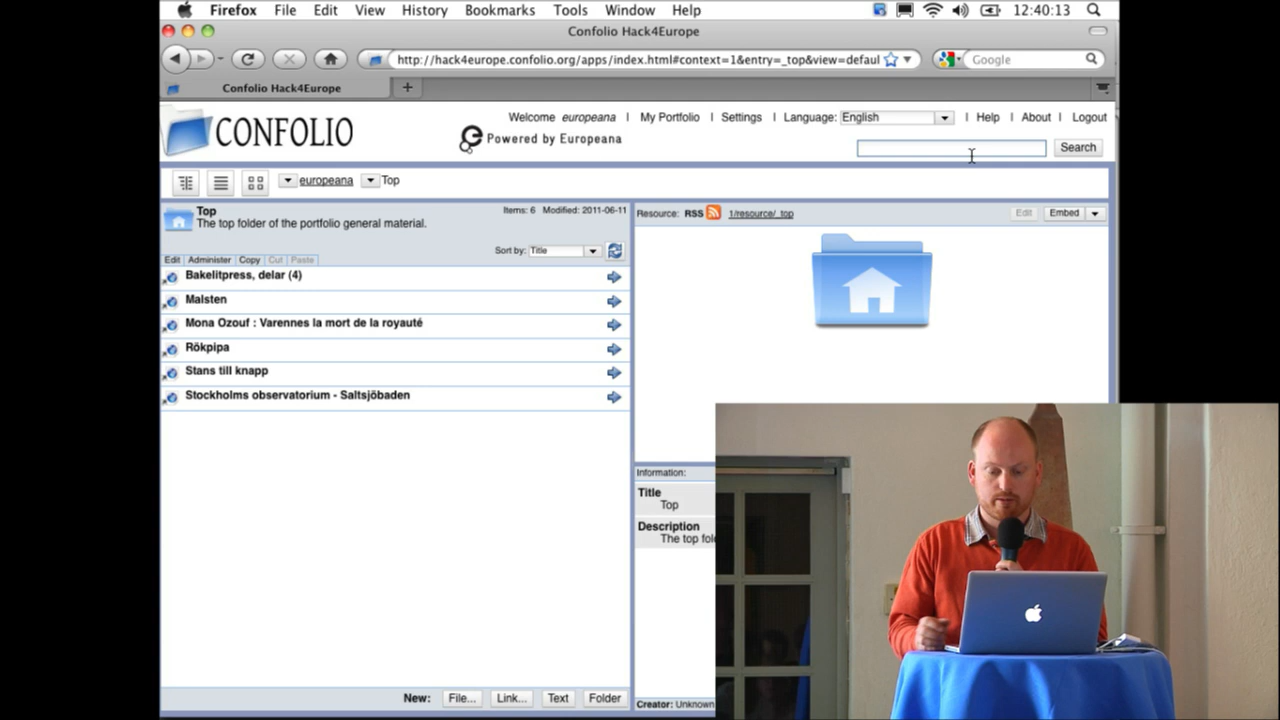 Firefox File Edit View History Bookmarks Tools Window Help 12:40:13
Confolio Hack4Europe
http://hack4europe.confolio.org/apps/index.html#context=1&entry=_top&view=defaul
Google
Confolio Hack4Europe
CONFOLIO
Welcome europeana | My Portfolio | Settings | Language: English | Help | About | Logout
Powered by Europeana
Search
europeana Top
Top
Items: 6 Modified: 2011-06-11
The top folder of the portfolio general material.
Sort by: Title
Edit Administer Copy Cut Paste
Bakelitpress, delar (4)
Malsten
Mona Ozouf : Varennes la mort de la royauté
Rökpipa
Stans till knapp
Stockholms observatorium - Saltsjöbaden
New: File... Link... Text Folder
Resource: RSS 1/resource/_top Edit Embed
Information:
Title
Top
Description
The top fol
Creator: Unknown